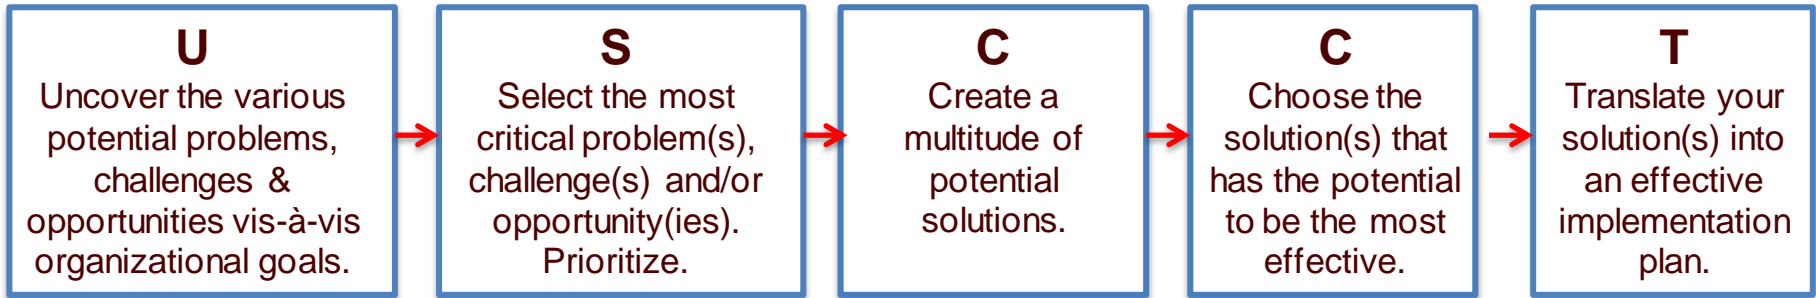 U
Uncover the various
potential problems,
challenges &
opportunities vis-à-vis
organizational goals.
S
Select the most
critical problem(s),
challenge(s) and/or
opportunity(ies).
Prioritize.
C
Create a
multitude of
potential
solutions.
C
Choose the
solution(s) that
has the potential
to be the most
effective.
T
Translate your
solution(s) into
an effective
implementation
plan.